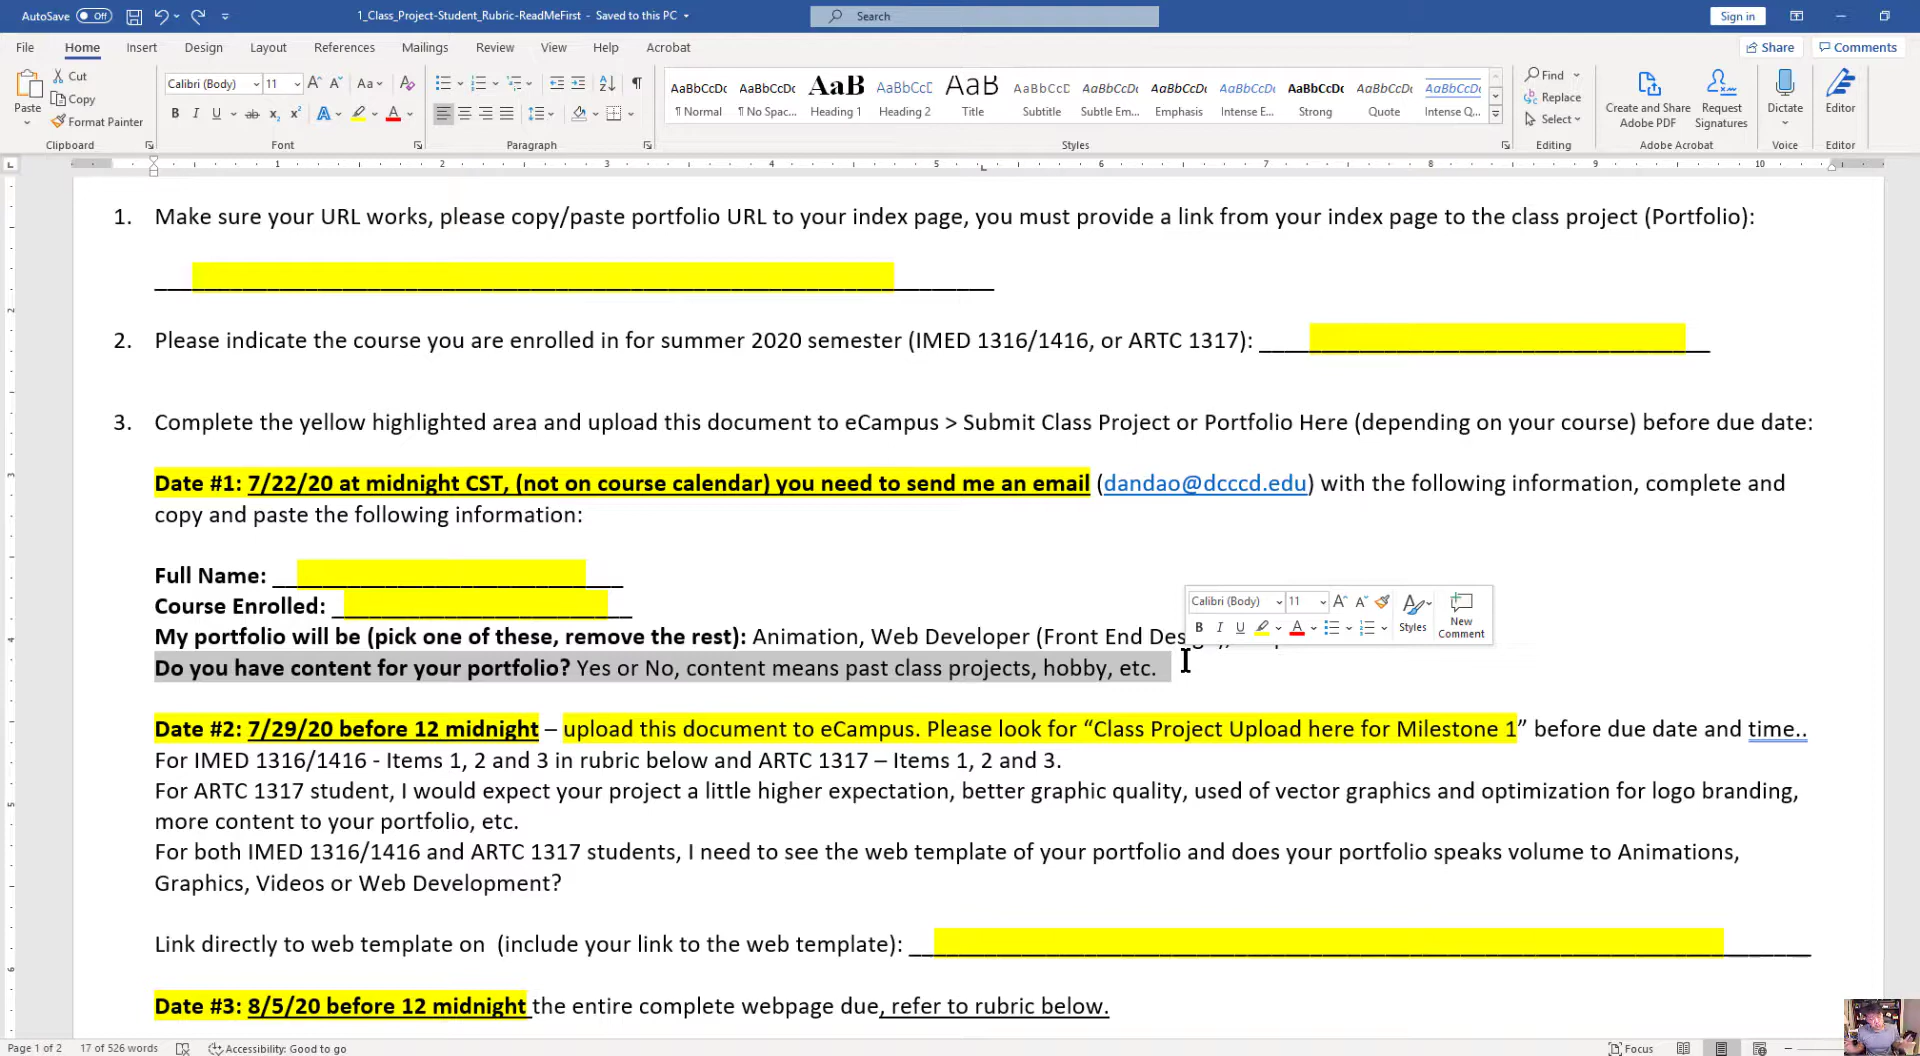 AutoSave Off 1_Class_Project-Student_Rubric-ReadMeFirst - Saved to this PC Search Sign in
File Home Insert Design Layout References Mailings Review View Help Acrobat Share Comments
Paste Cut Copy Format Painter Clipboard
Calibri (Body) 11 Font
Paragraph
AaBbCcDc AaBbCcDc AaB AaBbCcD AaB AaBbCcD AaBbCcDc AaBbCcDc AaBbCcDc AaBbCcDc AaBbCcDc AaBbCcDc
¶ Normal ¶ No Spac... Heading 1 Heading 2 Title Subtitle Subtle Em... Emphasis Intense E... Strong Quote Intense Q...
Styles
Find Replace Select Editing
Create and Share Adobe PDF Request Signatures Adobe Acrobat
Dictate Voice
Editor Editor
1. Make sure your URL works, please copy/paste portfolio URL to your index page, you must provide a link from your index page to the class project (Portfolio):
2. Please indicate the course you are enrolled in for summer 2020 semester (IMED 1316/1416, or ARTC 1317):
3. Complete the yellow highlighted area and upload this document to eCampus > Submit Class Project or Portfolio Here (depending on your course) before due date:
Date #1: 7/22/20 at midnight CST, (not on course calendar) you need to send me an email (dandao@dcccd.edu) with the following information, complete and
copy and paste the following information:
Full Name:
Course Enrolled:
My portfolio will be (pick one of these, remove the rest): Animation, Web Developer (Front End Des
Do you have content for your portfolio? Yes or No, content means past class projects, hobby, etc.
Calibri (Body) 11
Styles New Comment
Date #2: 7/29/20 before 12 midnight – upload this document to eCampus. Please look for “Class Project Upload here for Milestone 1” before due date and time..
For IMED 1316/1416 - Items 1, 2 and 3 in rubric below and ARTC 1317 – Items 1, 2 and 3.
For ARTC 1317 student, I would expect your project a little higher expectation, better graphic quality, used of vector graphics and optimization for logo branding,
more content to your portfolio, etc.
For both IMED 1316/1416 and ARTC 1317 students, I need to see the web template of your portfolio and does your portfolio speaks volume to Animations,
Graphics, Videos or Web Development?
Link directly to web template on (include your link to the web template):
Date #3: 8/5/20 before 12 midnight the entire complete webpage due, refer to rubric below.
Page 1 of 2 17 of 526 words Accessibility: Good to go Focus